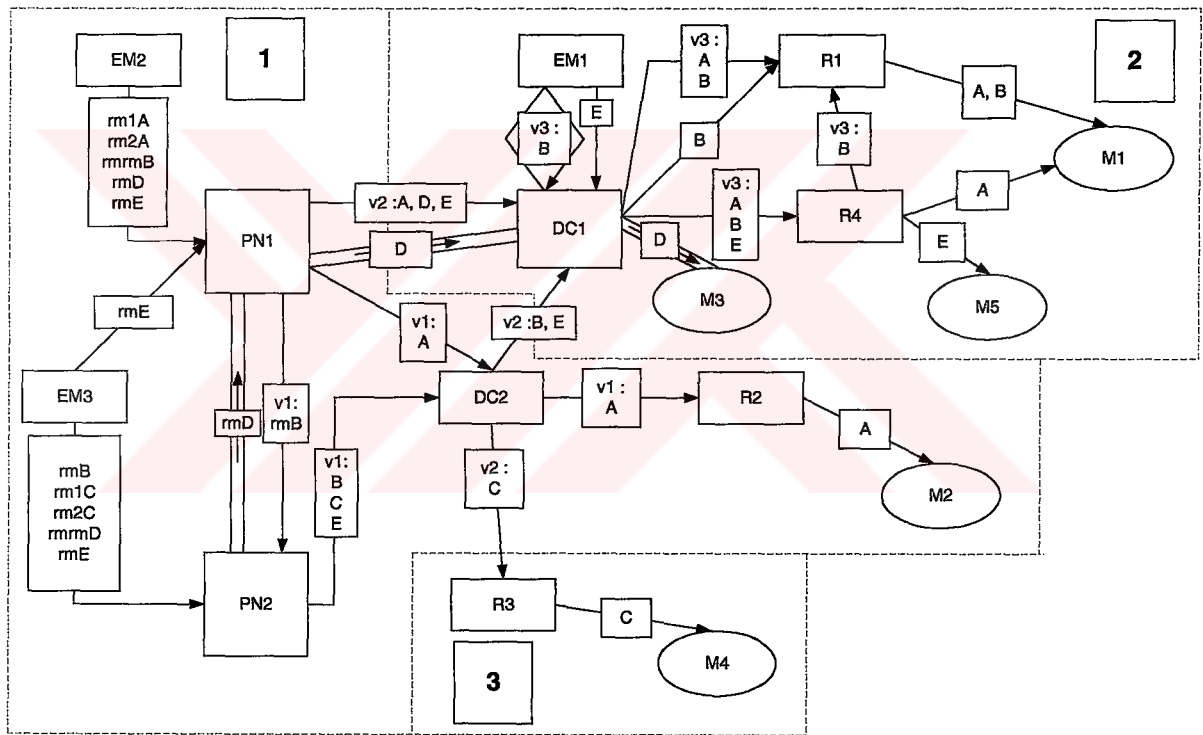 EM2
1
EM1
v3 :
A
B
R1
2
rm1A
rm2A
rmrmB
rmD
rmE
E
v3 :
B
B
A, B
v3 :
B
M1
PN1
v2 :A, D, E
DC1
v3:
A
B
E
R4
A
D
D
E
M3
M5
rmE
v1:
A
v2 :B, E
EM3
rmD
v1:
rmB
DC2
v1 :
A
R2
A
rmB
rm1C
rm2C
rmrmD
rmE
v1:
B
C
E
v2 :
C
M2
PN2
R3
C
M4
3